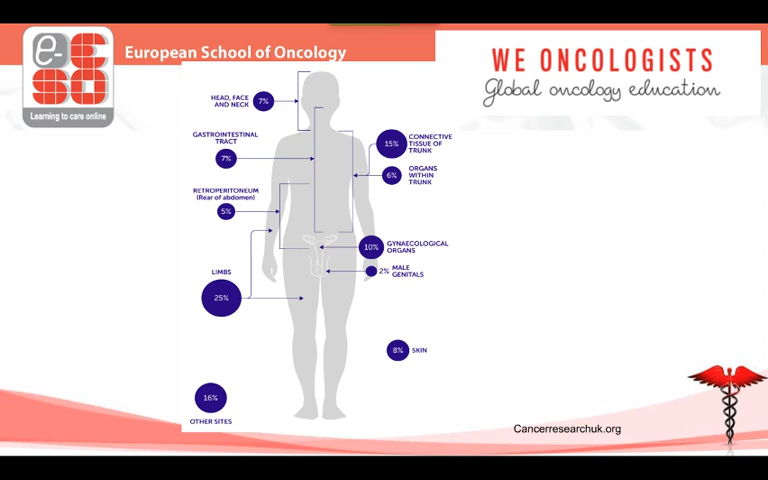 e-ESO
Learning to care online
European School of Oncology
WE ONCOLOGISTS
Global oncology education
HEAD, FACE
AND NECK
7%
GASTROINTESTINAL
TRACT
7%
RETROPERITONEUM
(Rear of abdomen)
5%
LIMBS
25%
16%
OTHER SITES
15%
CONNECTIVE
TISSUE OF
TRUNK
6%
ORGANS
WITHIN
TRUNK
10%
GYNAECOLOGICAL
ORGANS
2%
MALE
GENITALS
8%
SKIN
Cancerresearchuk.org